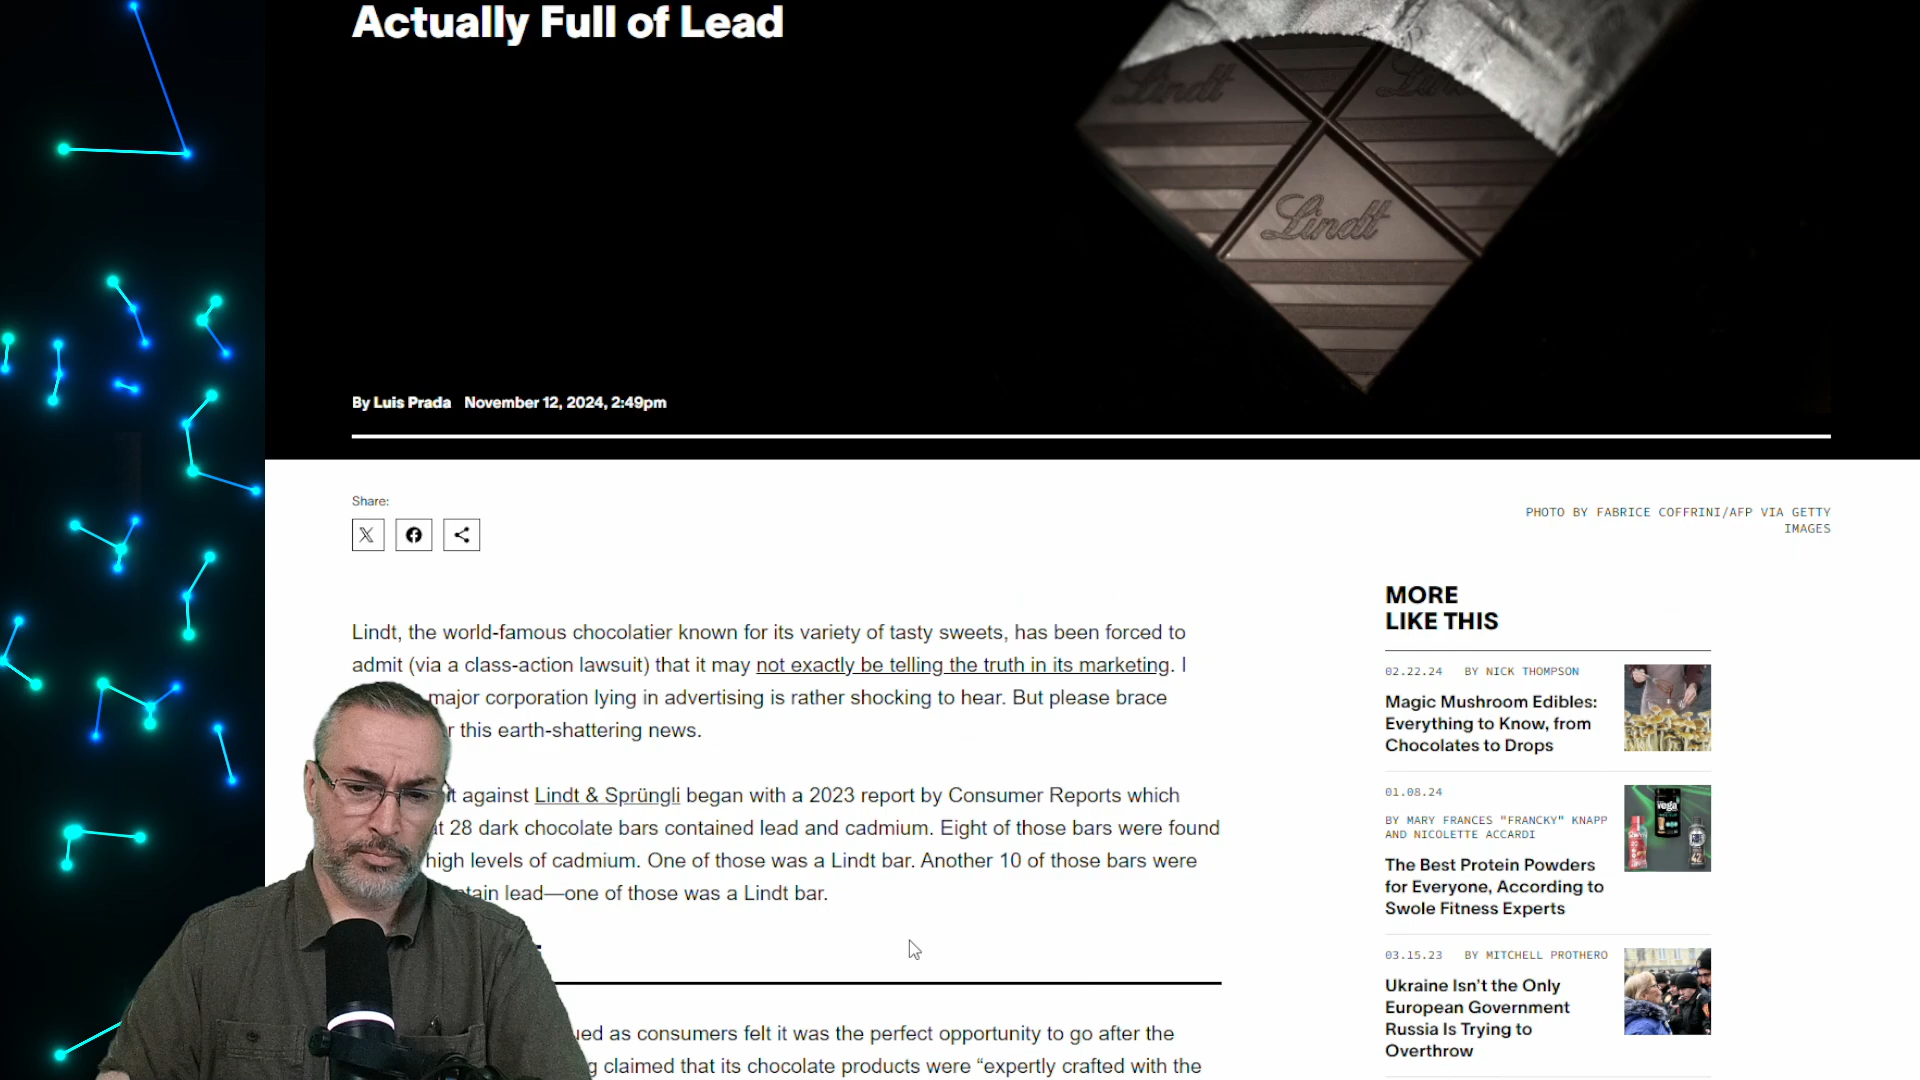 Actually Full of Lead
Lindt
Lindt
Lindt
By Luis Prada November 12, 2024, 2:49pm
Share:
PHOTO BY FABRICE COFFRINI/AFP VIA GETTY
IMAGES
Lindt, the world-famous chocolatier known for its variety of tasty sweets, has been forced to
admit (via a class-action lawsuit) that it may not exactly be telling the truth in its marketing. I
major corporation lying in advertising is rather shocking to hear. But please brace
this earth-shattering news.
against Lindt & Sprüngli began with a 2023 report by Consumer Reports which
28 dark chocolate bars contained lead and cadmium. Eight of those bars were found
high levels of cadmium. One of those was a Lindt bar. Another 10 of those bars were
lead—one of those was a Lindt bar.
as consumers felt it was the perfect opportunity to go after the
claimed that its chocolate products were “expertly crafted with the
MORE
LIKE THIS
02.22.24 BY NICK THOMPSON
Magic Mushroom Edibles:
Everything to Know, from
Chocolates to Drops
01.08.24
BY MARY FRANCES "FRANCKY" KNAPP
AND NICOLETTE ACCARDI
The Best Protein Powders
for Everyone, According to
Swole Fitness Experts
vega
03.15.23 BY MITCHELL PROTHERO
Ukraine Isn’t the Only
European Government
Russia Is Trying to
Overthrow